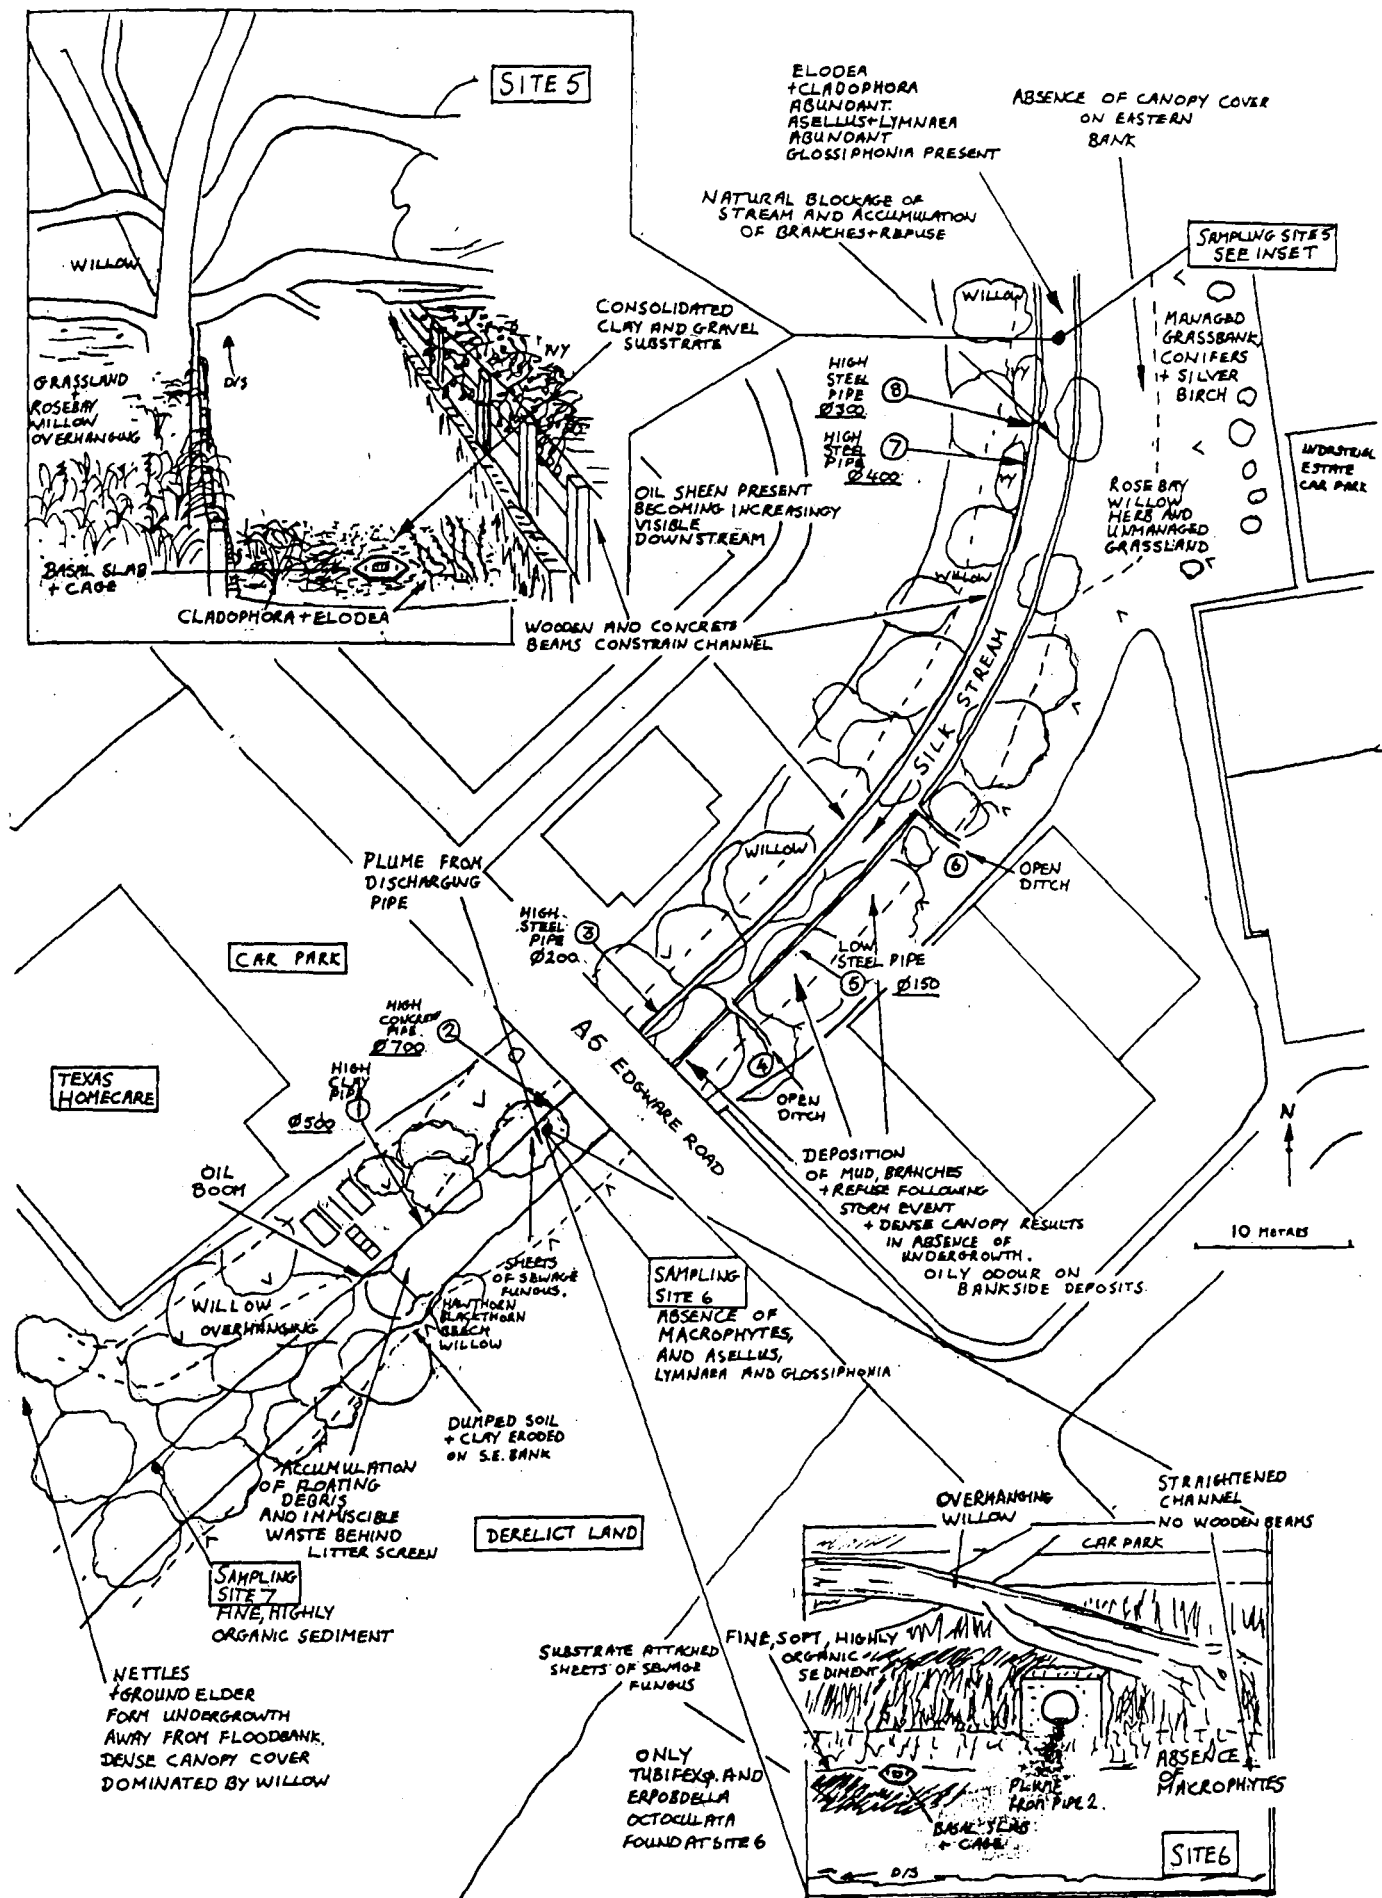 SITE 5
WILLOW
D/S
IVY
GRASSLAND
+
ROSEBAY
WILLOW
OVERHANGING
BASAL SLAB
+ CAGE
CLADOPHORA + ELODEA
CONSOLIDATED
CLAY AND GRAVEL
SUBSTRATE
ELODEA
+CLADOPHORA
ABUNDANT.
ASELLUS+LYMNAEA
ABUNDANT
GLOSSIPHONIA PRESENT
ABSENCE OF CANOPY COVER
ON EASTERN
BANK
NATURAL BLOCKAGE OF
STREAM AND ACCUMULATION
OF BRANCHES+REFUSE
SAMPLING SITE 5
SEE INSET
WILLOW
MANAGED
GRASSBANK,
CONIFERS
+ SILVER
BIRCH
HIGH
STEEL
PIPE
Ø300
8
IVY
HIGH
STEEL
PIPE
Ø400
7
IVY
INDUSTRIAL
ESTATE
CAR PARK
ROSEBAY
WILLOW
HERB AND
UNMANAGED
GRASSLAND
OIL SHEEN PRESENT
BECOMING INCREASINGY
VISIBLE
DOWNSTREAM
WILLOW
WOODEN AND CONCRETE
BEAMS CONSTRAIN CHANNEL
SILK STREAM
WILLOW
PLUME FROM
DISCHARGING
PIPE
6
OPEN
DITCH
HIGH
STEEL
PIPE
Ø200
3
LOW
STEEL PIPE
5
Ø150
CAR PARK
HIGH
CONCRETE
PIPE
Ø700
2
A5 EDGWARE ROAD
4
OPEN
DITCH
TEXAS
HOMECARE
HIGH
CLAY
PIPE
1
Ø500
N
10 METRES
DEPOSITION
OF MUD, BRANCHES
+ REFUSE FOLLOWING
STORM EVENT
+ DENSE CANOPY RESULTS
IN ABSENCE OF
UNDERGROWTH.
OILY ODOUR ON
BANKSIDE DEPOSITS.
OIL
BOOM
SHEETS
OF SEWAGE
FUNGUS.
HAWTHORN
BLACKTHORN
BEECH
WILLOW
SAMPLING
SITE 6
ABSENCE OF
MACROPHYTES,
AND ASELLUS,
LYMNAEA AND GLOSSIPHONIA
WILLOW
OVERHANGING
DUMPED SOIL
+ CLAY ERODED
ON S.E. BANK
ACCUMULATION
OF FLOATING
DEBRIS
AND IMMISCIBLE
WASTE BEHIND
LITTER SCREEN
DERELICT LAND
SAMPLING
SITE 7
FINE, HIGHLY
ORGANIC SEDIMENT
NETTLES
+GROUND ELDER
FORM UNDERGROWTH
AWAY FROM FLOODBANK.
DENSE CANOPY COVER
DOMINATED BY WILLOW
STRAIGHTENED
CHANNEL
NO WOODEN BEAMS
OVERHANGING
WILLOW
CAR PARK
FINE, SOFT, HIGHLY
ORGANIC
SEDIMENT
SUBSTRATE ATTACHED
SHEETS OF SEWAGE
FUNGUS
ABSENCE
OF
MACROPHYTES
PLUME
FROM PIPE 2.
BASAL SLAB
+ CAGE
ONLY
TUBIFEX AND
ERPOBDELLA
OCTOCULATA
FOUND AT SITE 6
D/S
SITE 6